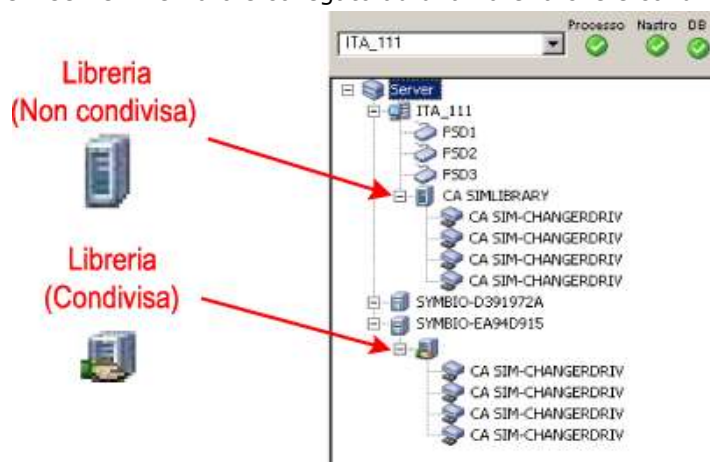 Processo Nastro DB
ITA_111
Libreria
(Non condivisa)
Server
ITA_111
FSD1
FSD2
FSD3
CA SIMLIBRARY
CA SIM-CHANGERDRIV
CA SIM-CHANGERDRIV
CA SIM-CHANGERDRIV
CA SIM-CHANGERDRIV
Libreria
(Condivisa)
SYMBIO-D391972A
SYMBIO-EA94D915
CA SIM-CHANGERDRIV
CA SIM-CHANGERDRIV
CA SIM-CHANGERDRIV
CA SIM-CHANGERDRIV